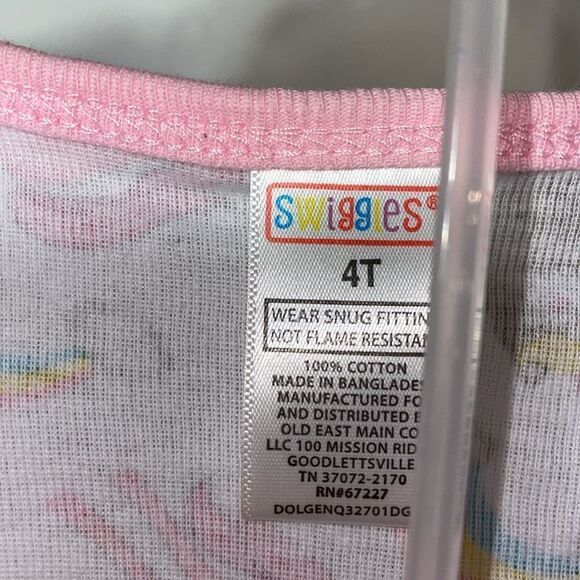 Swiggles®
4T
WEAR SNUG FITTIN
NOT FLAME RESISTA
100% COTTON
MADE IN BANGLADES
MANUFACTURED FO
AND DISTRIBUTED B
OLD EAST MAIN CO
LLC 100 MISSION RID
GOODLETTSVILLE
TN 37072-2170
RN#67227
DOLGENQ32701DG